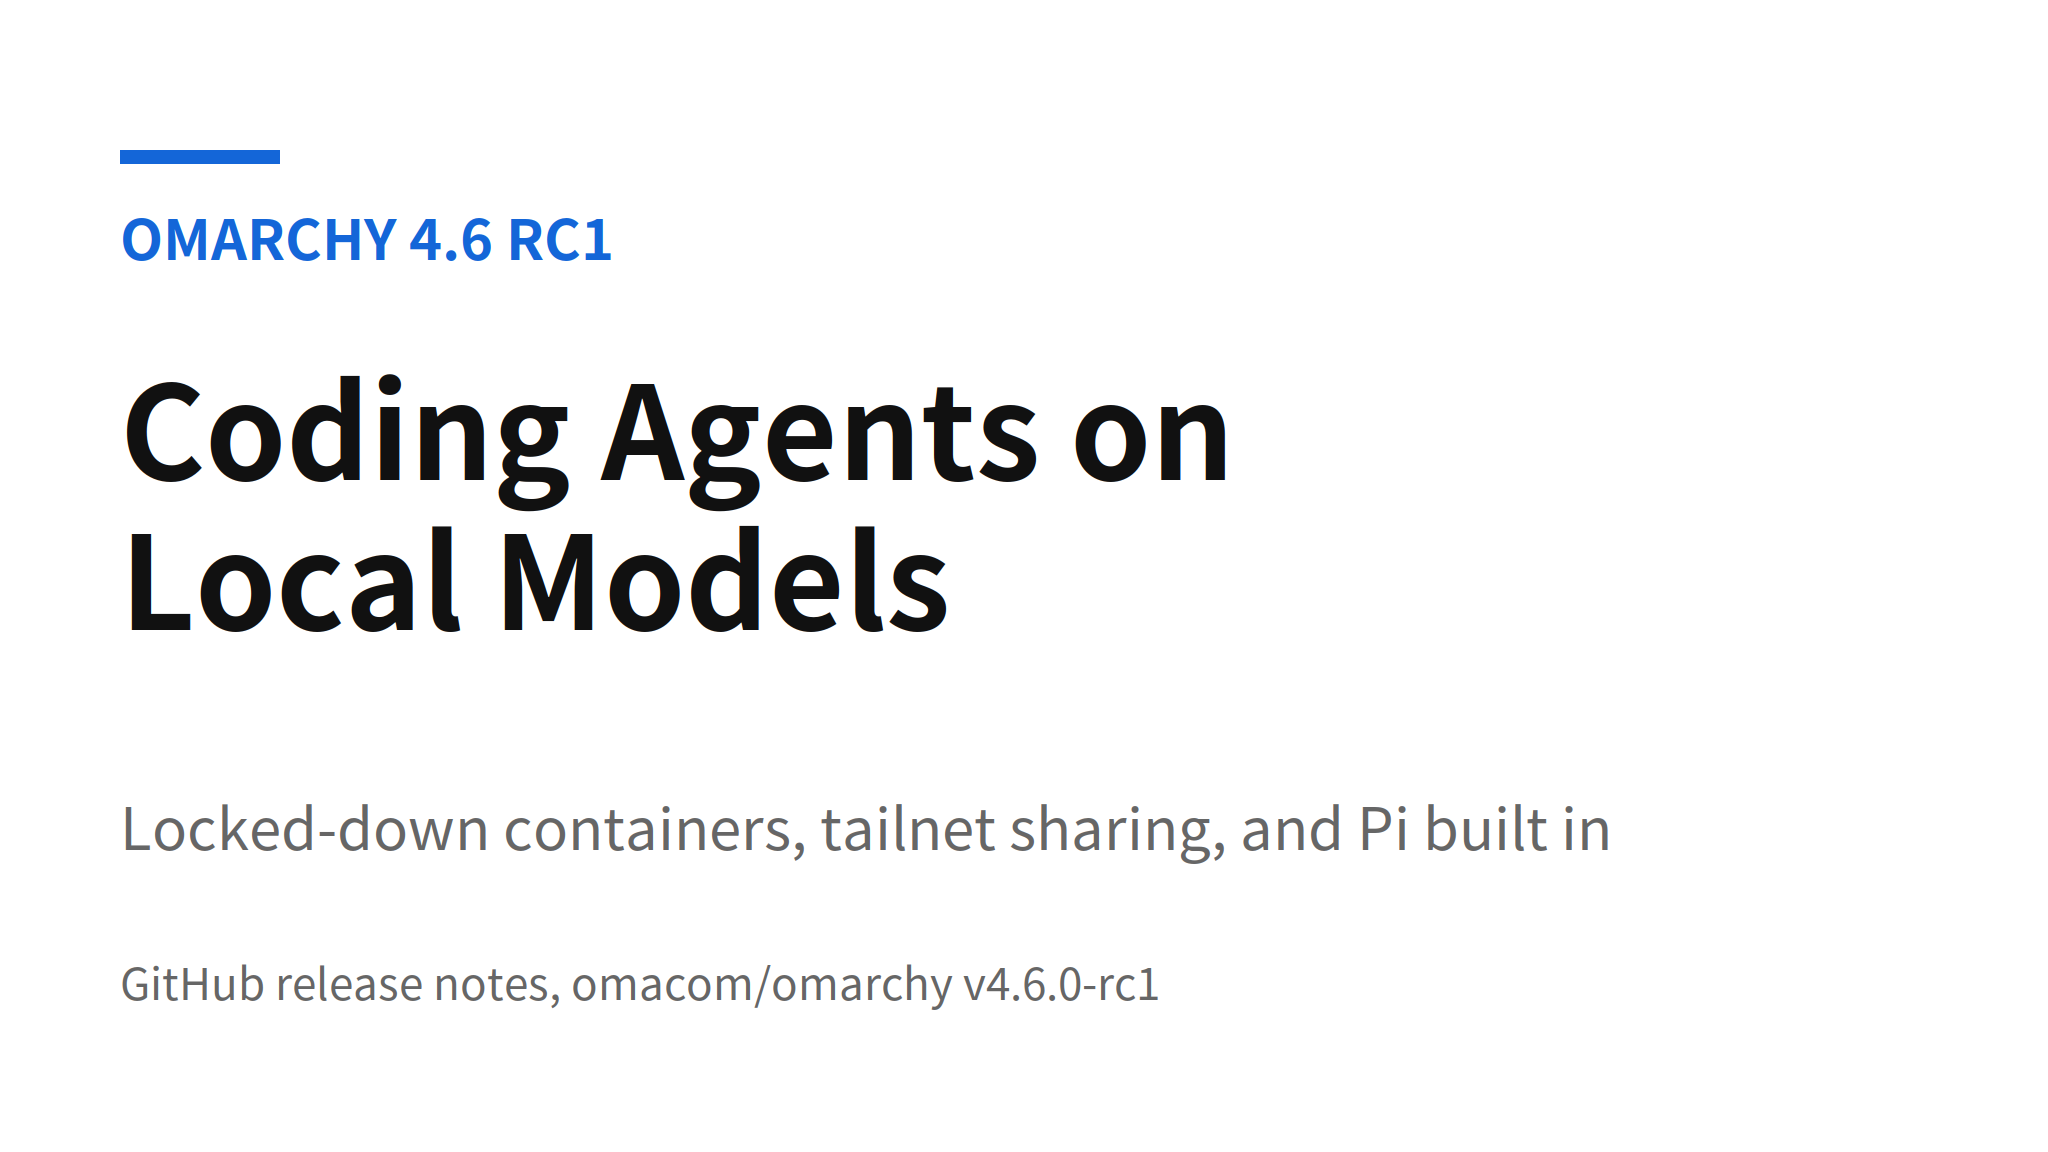 OMARCHY 4.6 RC1
Coding Agents on
Local Models
Locked-down containers, tailnet sharing, and Pi built in
GitHub release notes, omacom/omarchy v4.6.0-rc1